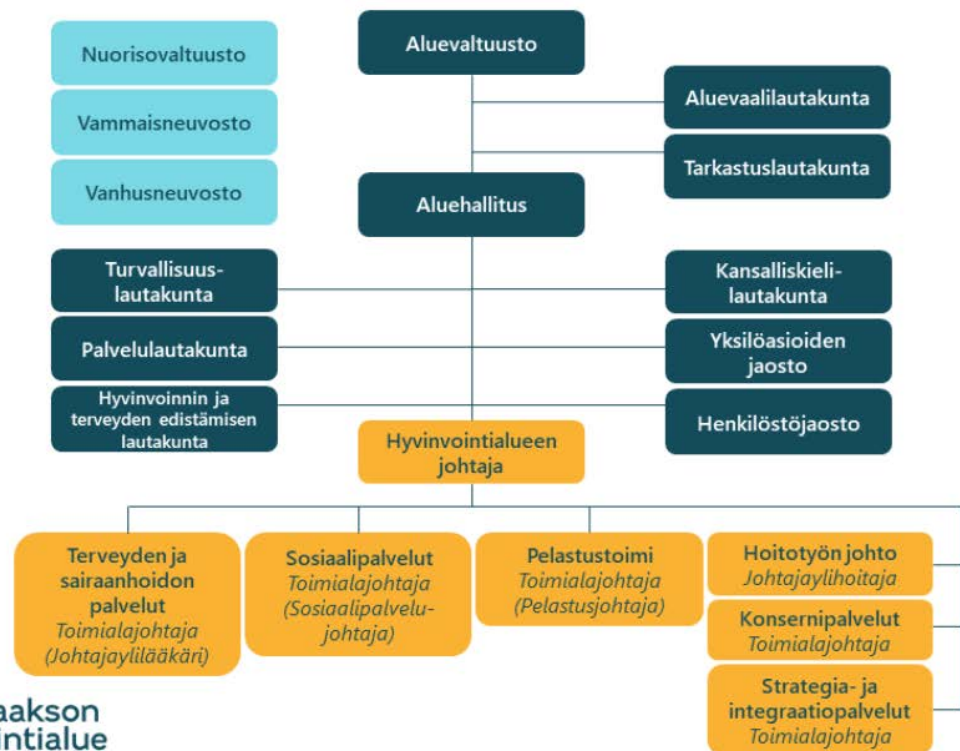 Nuorisovaltuusto
Vammaisneuvosto
Vanhusneuvosto
Aluevaltuusto
Aluevaalilautakunta
Tarkastuslautakunta
Aluehallitus
Turvallisuus-
lautakunta
Palvelulautakunta
Hyvinvoinnin ja
terveyden edistämisen
lautakunta
Kansalliskieli-
lautakunta
Yksilöasioiden
jaosto
Henkilöstöjaosto
Hyvinvointialueen
johtaja
Terveyden ja
sairaanhoidon
palvelut
Toimialajohtaja
(Johtajaylilääkäri)
Sosiaalipalvelut
Toimialajohtaja
(Sosiaalipalvelu-
johtaja)
Pelastustoimi
Toimialajohtaja
(Pelastusjohtaja)
Hoitotyön johto
Johtajaylihoitaja
Konsernipalvelut
Toimialajohtaja
Strategia- ja
integraatiopalvelut
Toimialajohtaja
aakson
intialue